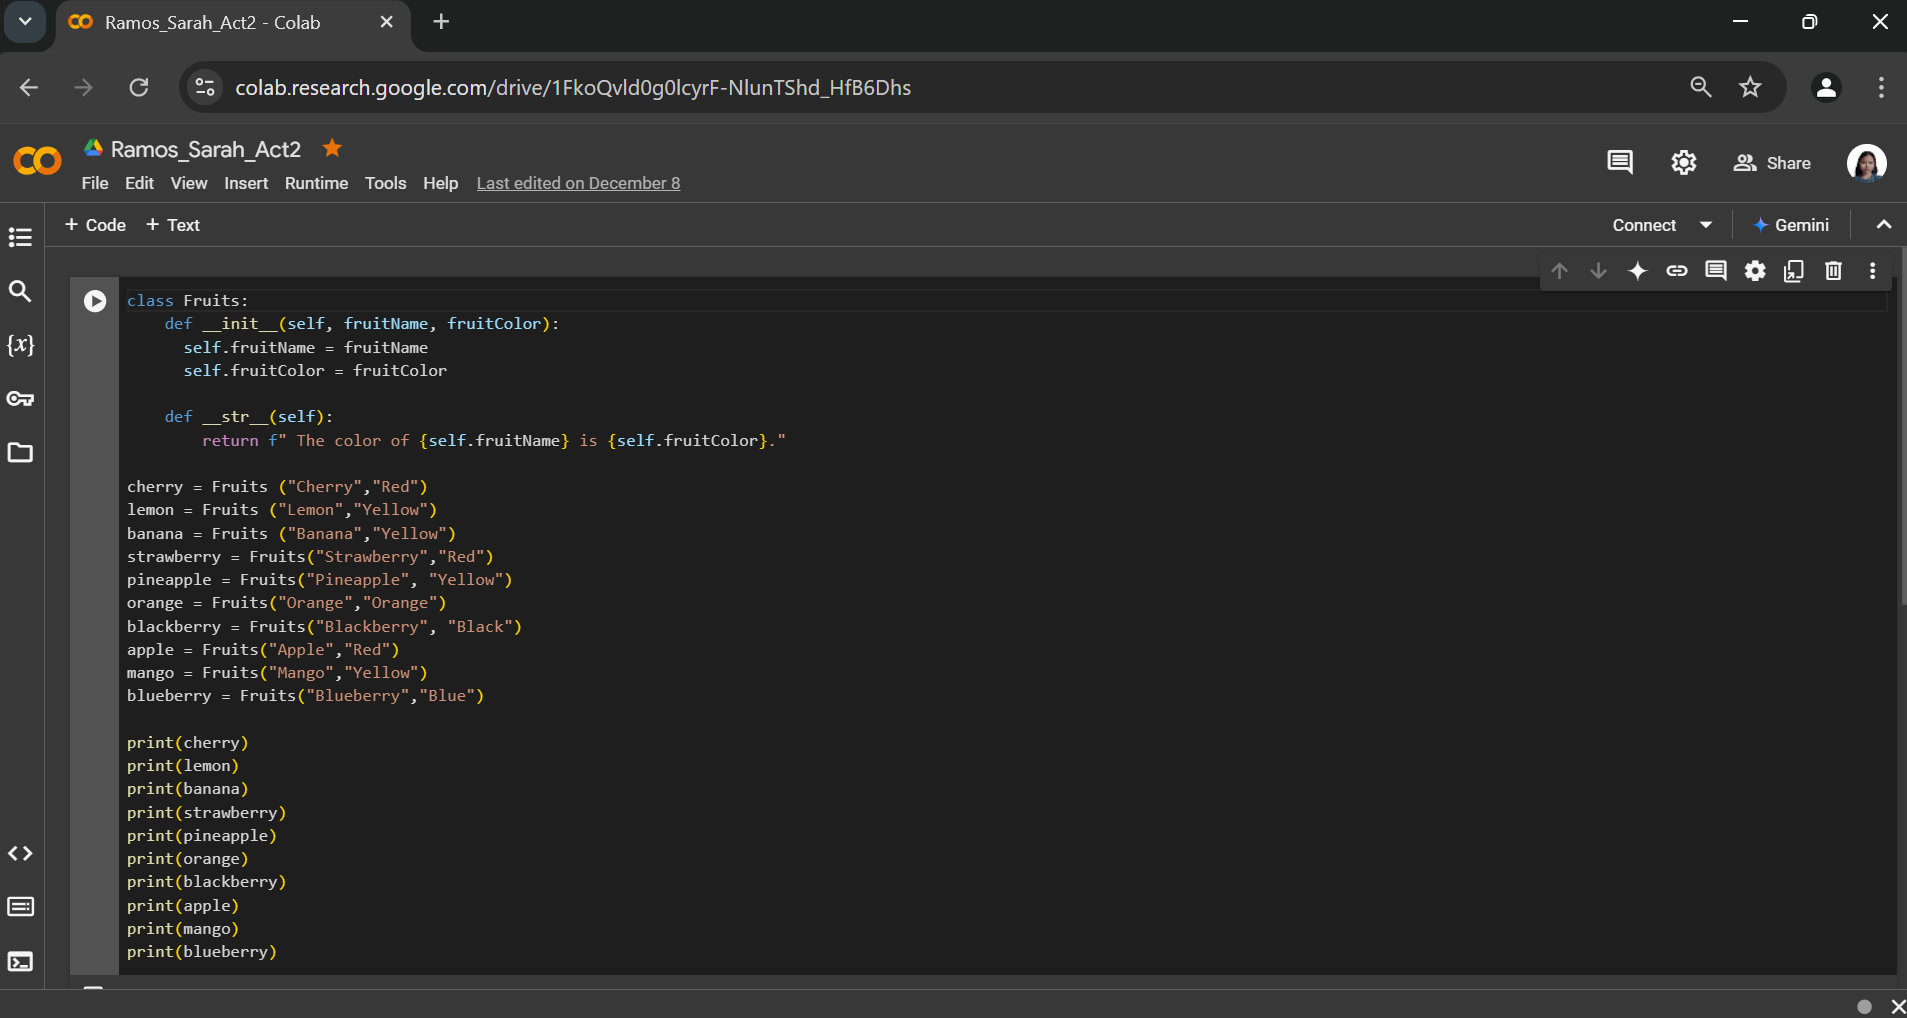 Ramos_Sarah_Act2 - Colab
colab.research.google.com/drive/1FkoQvld0g0lcyrF-NlunTShd_HfB6Dhs
Ramos_Sarah_Act2
File Edit View Insert Runtime Tools Help Last edited on December 8
Share
+ Code + Text
Connect
Gemini
{x}
class Fruits:
    def __init__(self, fruitName, fruitColor):
      self.fruitName = fruitName
      self.fruitColor = fruitColor
    def __str__(self):
        return f" The color of {self.fruitName} is {self.fruitColor}."
cherry = Fruits ("Cherry","Red")
lemon = Fruits ("Lemon","Yellow")
banana = Fruits ("Banana","Yellow")
strawberry = Fruits("Strawberry","Red")
pineapple = Fruits("Pineapple", "Yellow")
orange = Fruits("Orange","Orange")
blackberry = Fruits("Blackberry", "Black")
apple = Fruits("Apple","Red")
mango = Fruits("Mango","Yellow")
blueberry = Fruits("Blueberry","Blue")
print(cherry)
print(lemon)
print(banana)
print(strawberry)
print(pineapple)
print(orange)
print(blackberry)
print(apple)
print(mango)
print(blueberry)